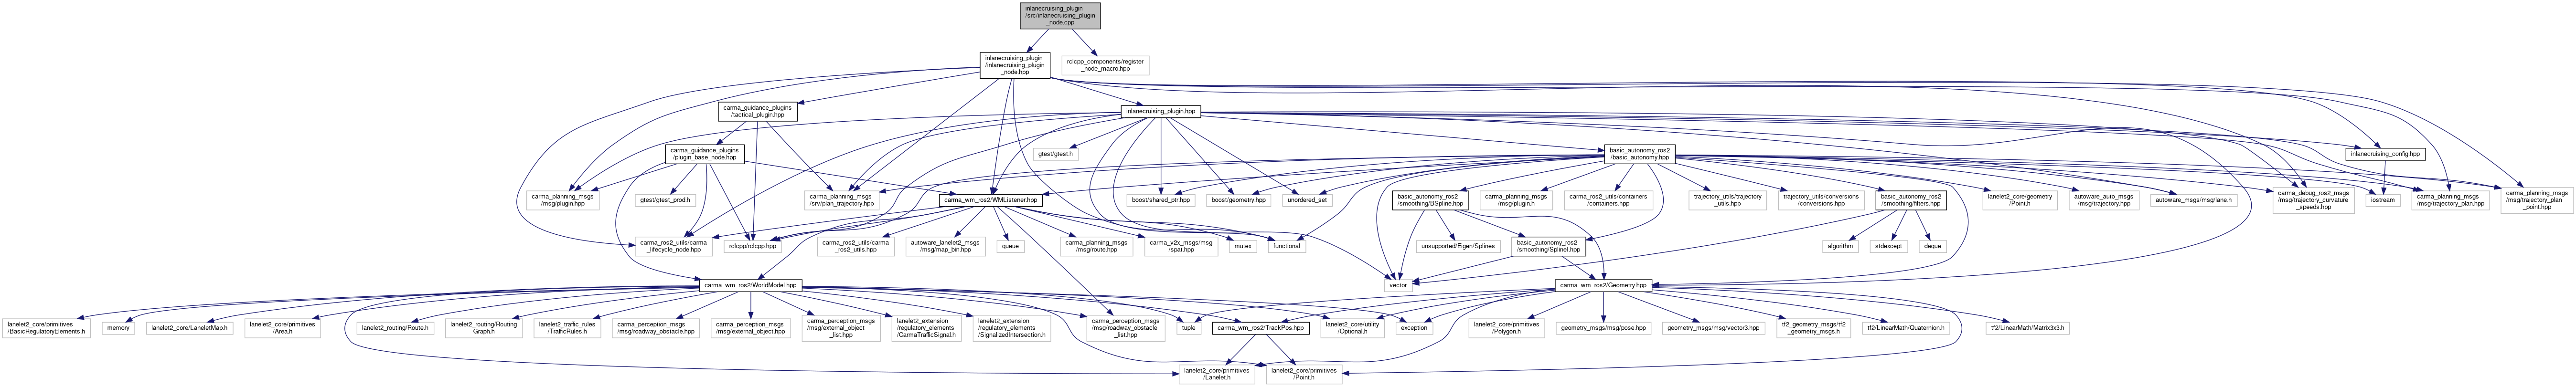 inlanecruising_plugin
/src/inlanecruising_plugin
_node.cpp
inlanecruising_plugin
/inlanecruising_plugin
_node.hpp
rclcpp_components/register
_node_macro.hpp
carma_guidance_plugins
/tactical_plugin.hpp
inlanecruising_plugin.hpp
carma_guidance_plugins
/plugin_base_node.hpp
gtest/gtest.h
basic_autonomy_ros2
/basic_autonomy.hpp
inlanecruising_config.hpp
carma_planning_msgs
/msg/plugin.hpp
gtest/gtest_prod.h
carma_planning_msgs
/srv/plan_trajectory.hpp
carma_wm_ros2/WMListener.hpp
boost/shared_ptr.hpp
boost/geometry.hpp
unordered_set
basic_autonomy_ros2
/smoothing/BSpline.hpp
carma_planning_msgs
/msg/plugin.h
carma_ros2_utils/containers
/containers.hpp
trajectory_utils/trajectory
_utils.hpp
trajectory_utils/conversions
/conversions.hpp
basic_autonomy_ros2
/smoothing/filters.hpp
lanelet2_core/geometry
/Point.h
autoware_auto_msgs
/msg/trajectory.hpp
autoware_msgs/msg/lane.h
carma_debug_ros2_msgs
/msg/trajectory_curvature
_speeds.hpp
iostream
carma_planning_msgs
/msg/trajectory_plan.hpp
carma_planning_msgs
/msg/trajectory_plan
_point.hpp
carma_ros2_utils/carma
_lifecycle_node.hpp
rclcpp/rclcpp.hpp
carma_ros2_utils/carma
_ros2_utils.hpp
autoware_lanelet2_msgs
/msg/map_bin.hpp
queue
carma_planning_msgs
/msg/route.hpp
carma_v2x_msgs/msg
/spat.hpp
mutex
functional
unsupported/Eigen/Splines
basic_autonomy_ros2
/smoothing/SplineI.hpp
algorithm
stdexcept
deque
carma_wm_ros2/WorldModel.hpp
vector
carma_wm_ros2/Geometry.hpp
lanelet2_core/primitives
/BasicRegulatoryElements.h
memory
lanelet2_core/LaneletMap.h
lanelet2_core/primitives
/Area.h
lanelet2_routing/Route.h
lanelet2_routing/Routing
Graph.h
lanelet2_traffic_rules
/TrafficRules.h
carma_perception_msgs
/msg/roadway_obstacle.hpp
carma_perception_msgs
/msg/external_object.hpp
carma_perception_msgs
/msg/external_object
_list.hpp
lanelet2_extension
/regulatory_elements
/CarmaTrafficSignal.h
lanelet2_extension
/regulatory_elements
/SignalizedIntersection.h
carma_perception_msgs
/msg/roadway_obstacle
_list.hpp
tuple
carma_wm_ros2/TrackPos.hpp
lanelet2_core/utility
/Optional.h
exception
lanelet2_core/primitives
/Polygon.h
geometry_msgs/msg/pose.hpp
geometry_msgs/msg/vector3.hpp
tf2_geometry_msgs/tf2
_geometry_msgs.h
tf2/LinearMath/Quaternion.h
tf2/LinearMath/Matrix3x3.h
lanelet2_core/primitives
/Lanelet.h
lanelet2_core/primitives
/Point.h